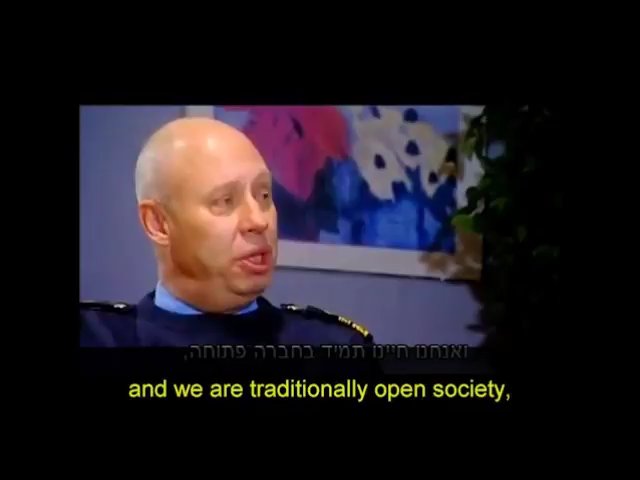 ואנחנו חיינו תמיד בחברה פתוחה,
and we are traditionally open society,